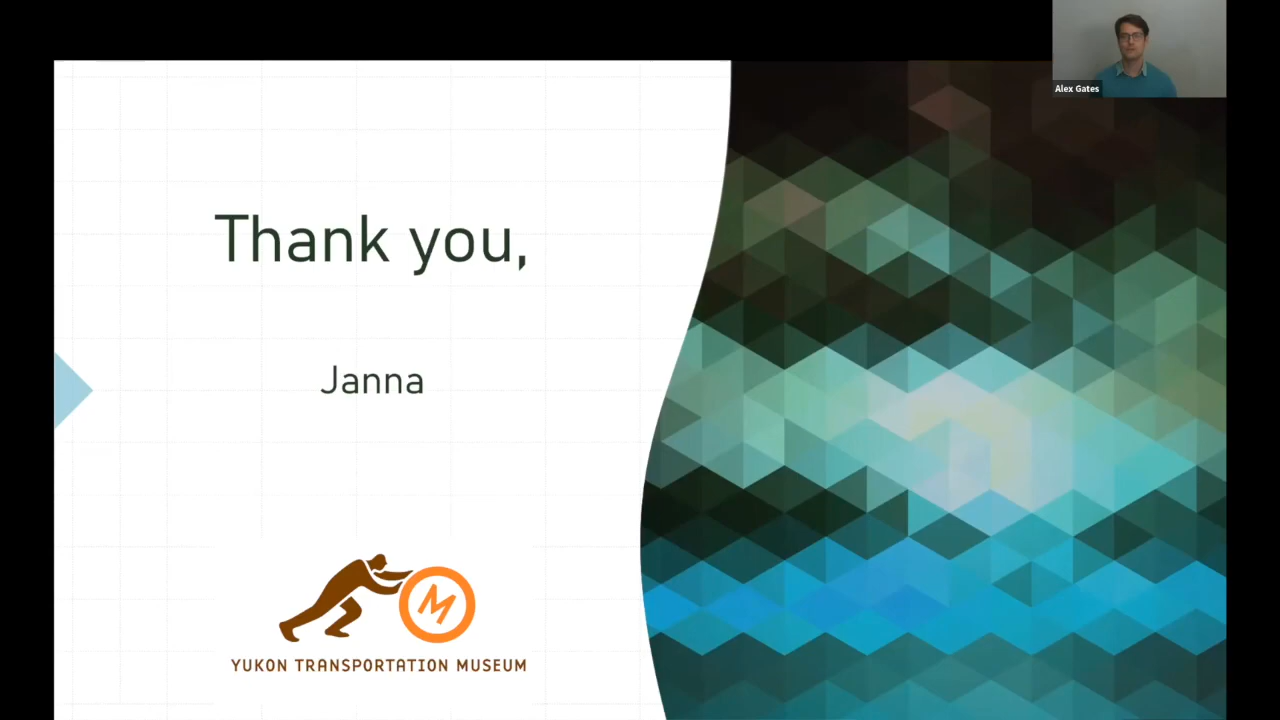 Alex Gates
Thank you,
Janna
M
YUKON TRANSPORTATION MUSEUM